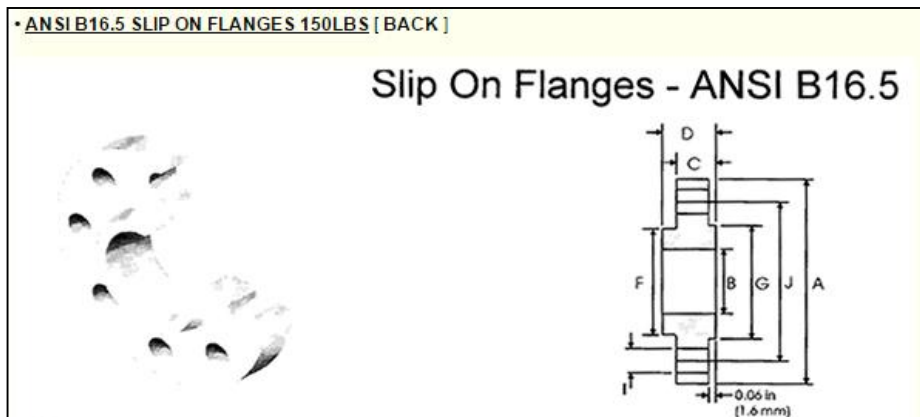 • ANSI B16.5 SLIP ON FLANGES 150LBS [ BACK ]
Slip On Flanges - ANSI B16.5
D
C
F
B
G
J
A
I
0.06 in
(1.6 mm)